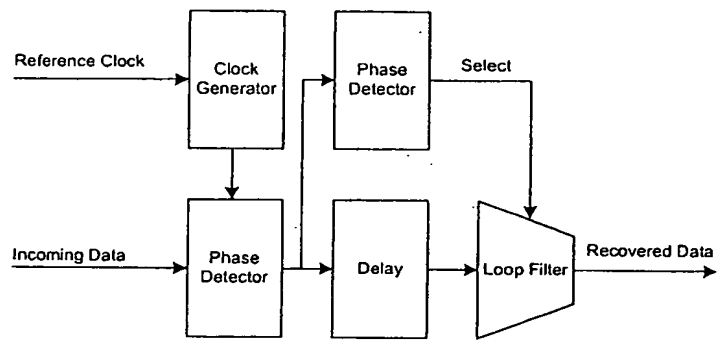 Reference Clock
Clock
Generator
Phase
Detector
Select
Incoming Data
Phase
Detector
Delay
Loop Filter
Recovered Data